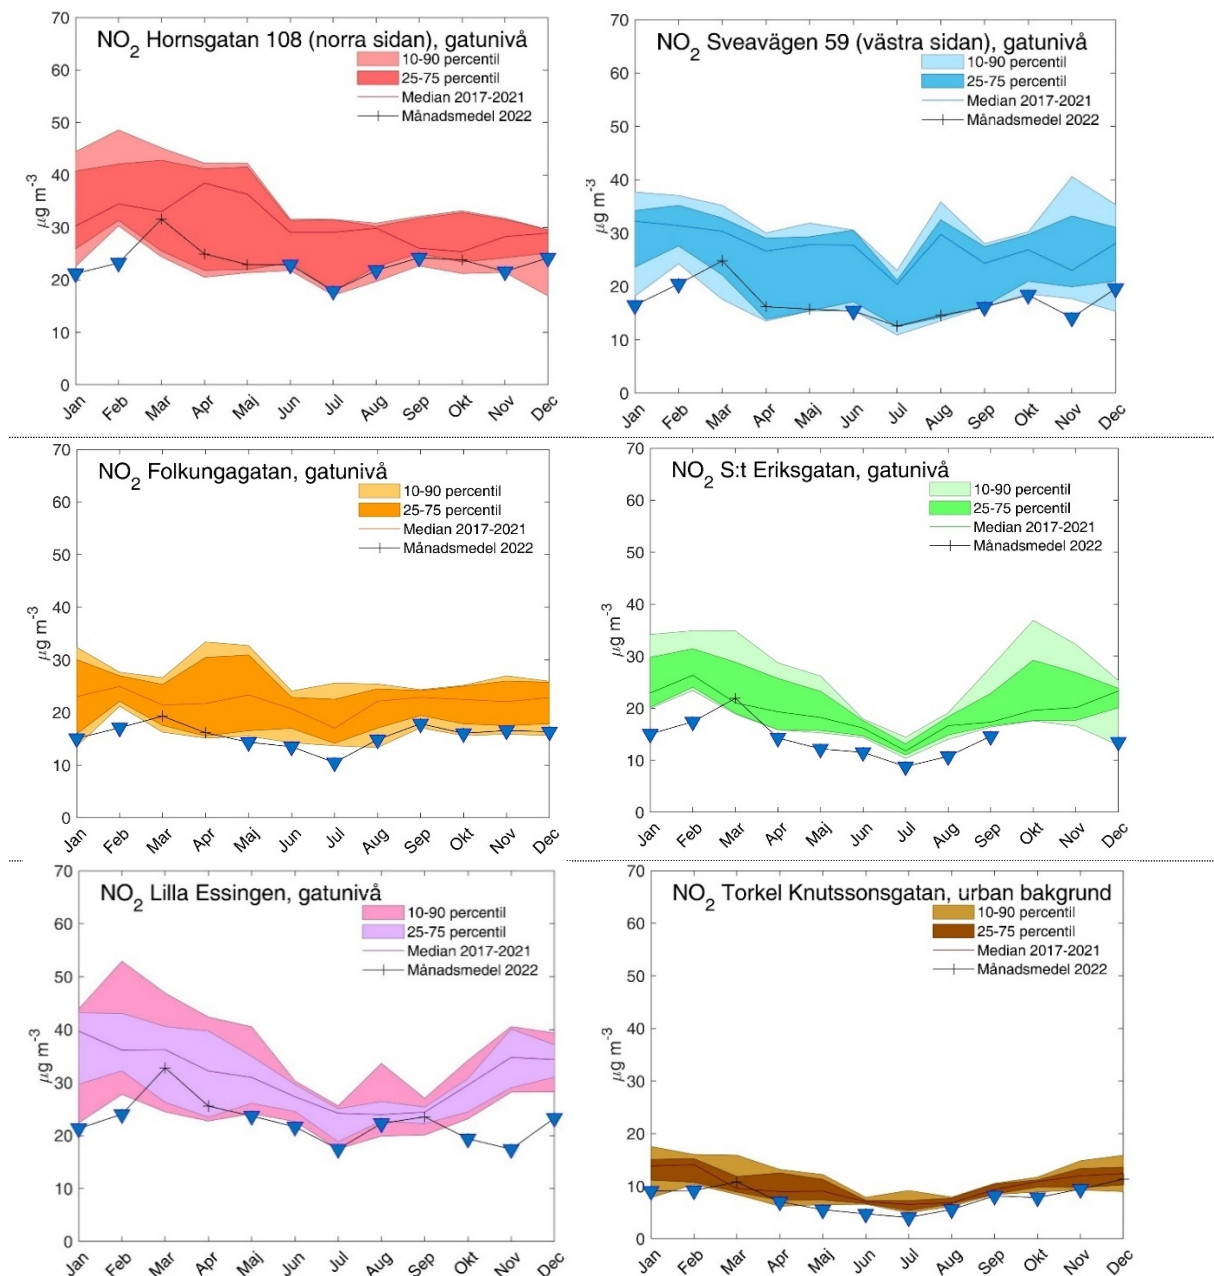 NO2 Hornsgatan 108 (norra sidan), gatunivå
10-90 percentil
25-75 percentil
Median 2017-2021
Månadsmedel 2022
µg m-3
70
60
50
40
30
20
10
0
Jan Feb Mar Apr Maj Jun Jul Aug Sep Okt Nov Dec
NO2 Sveavägen 59 (västra sidan), gatunivå
10-90 percentil
25-75 percentil
Median 2017-2021
Månadsmedel 2022
µg m-3
70
60
50
40
30
20
10
0
Jan Feb Mar Apr Maj Jun Jul Aug Sep Okt Nov Dec
NO2 Folkungagatan, gatunivå
10-90 percentil
25-75 percentil
Median 2017-2021
Månadsmedel 2022
µg m-3
70
60
50
40
30
20
10
0
Jan Feb Mar Apr Maj Jun Jul Aug Sep Okt Nov Dec
NO2 S:t Eriksgatan, gatunivå
10-90 percentil
25-75 percentil
Median 2017-2021
Månadsmedel 2022
µg m-3
70
60
50
40
30
20
10
0
Jan Feb Mar Apr Maj Jun Jul Aug Sep Okt Nov Dec
NO2 Lilla Essingen, gatunivå
10-90 percentil
25-75 percentil
Median 2017-2021
Månadsmedel 2022
µg m-3
70
60
50
40
30
20
10
0
Jan Feb Mar Apr Maj Jun Jul Aug Sep Okt Nov Dec
NO2 Torkel Knutssonsgatan, urban bakgrund
10-90 percentil
25-75 percentil
Median 2017-2021
Månadsmedel 2022
µg m-3
70
60
50
40
30
20
10
0
Jan Feb Mar Apr Maj Jun Jul Aug Sep Okt Nov Dec